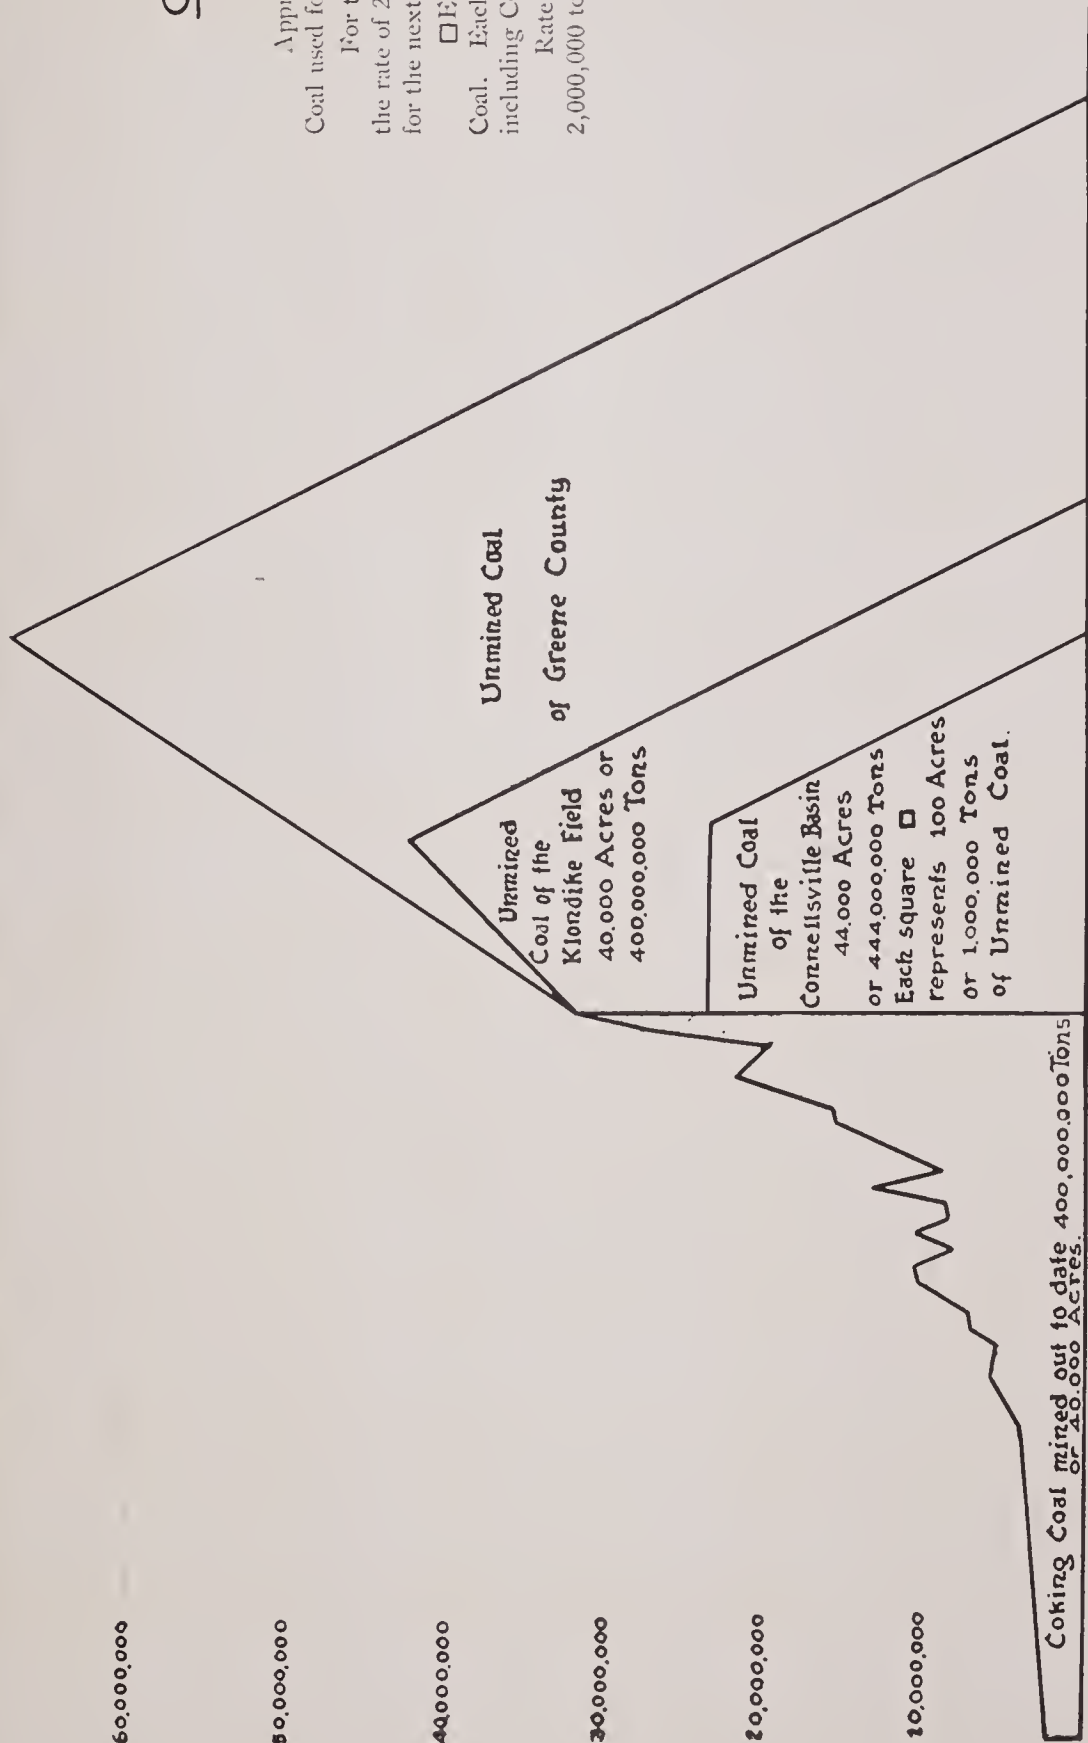 60.000.000
50.000.000
40.000.000
30.000.000
20.000.000
10.000.000
Coal used
the rate of 2
for the next
Coal. Each
including
Rate
2,000,000
Unmined Coal
of Greene County
Unmined
Coal of the
Klondike Field
40.000 Acres or
400.000.000 Tons
Unmined Coal
of the
Connellsville Basin
44.000 Acres
or 444.000.000 Tons
Each square □
represents 100 Acres
or 1.000.000 Tons
of Unmined Coal.
Coking Coal mined out to date 400.000.000 Tons
or 40.000 Acres.